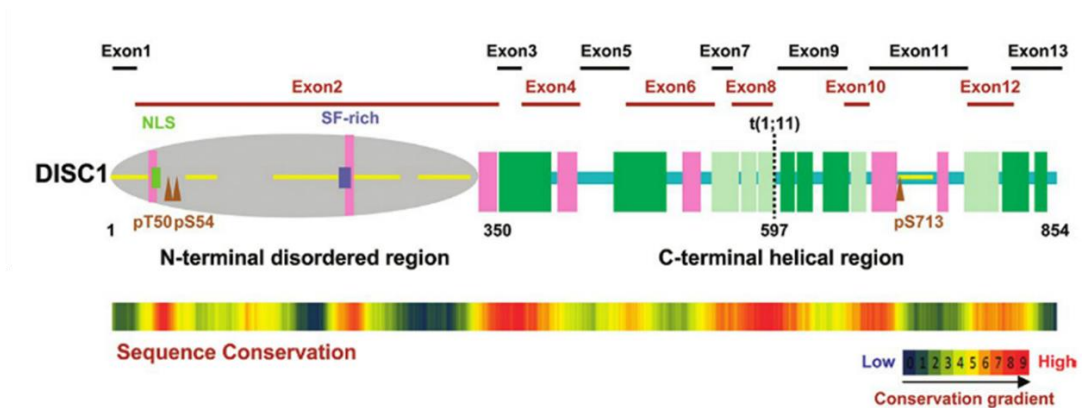 Exon1 Exon3 Exon5 Exon7 Exon9 Exon11 Exon13
Exon2 Exon4 Exon6 Exon8 Exon10 Exon12
NLS SF-rich t(1;11)
DISC1
pT50 pS54 pS713
1 350 597 854
N-terminal disordered region C-terminal helical region
Sequence Conservation
Low 0 1 2 3 4 5 6 7 8 9 High
Conservation gradient